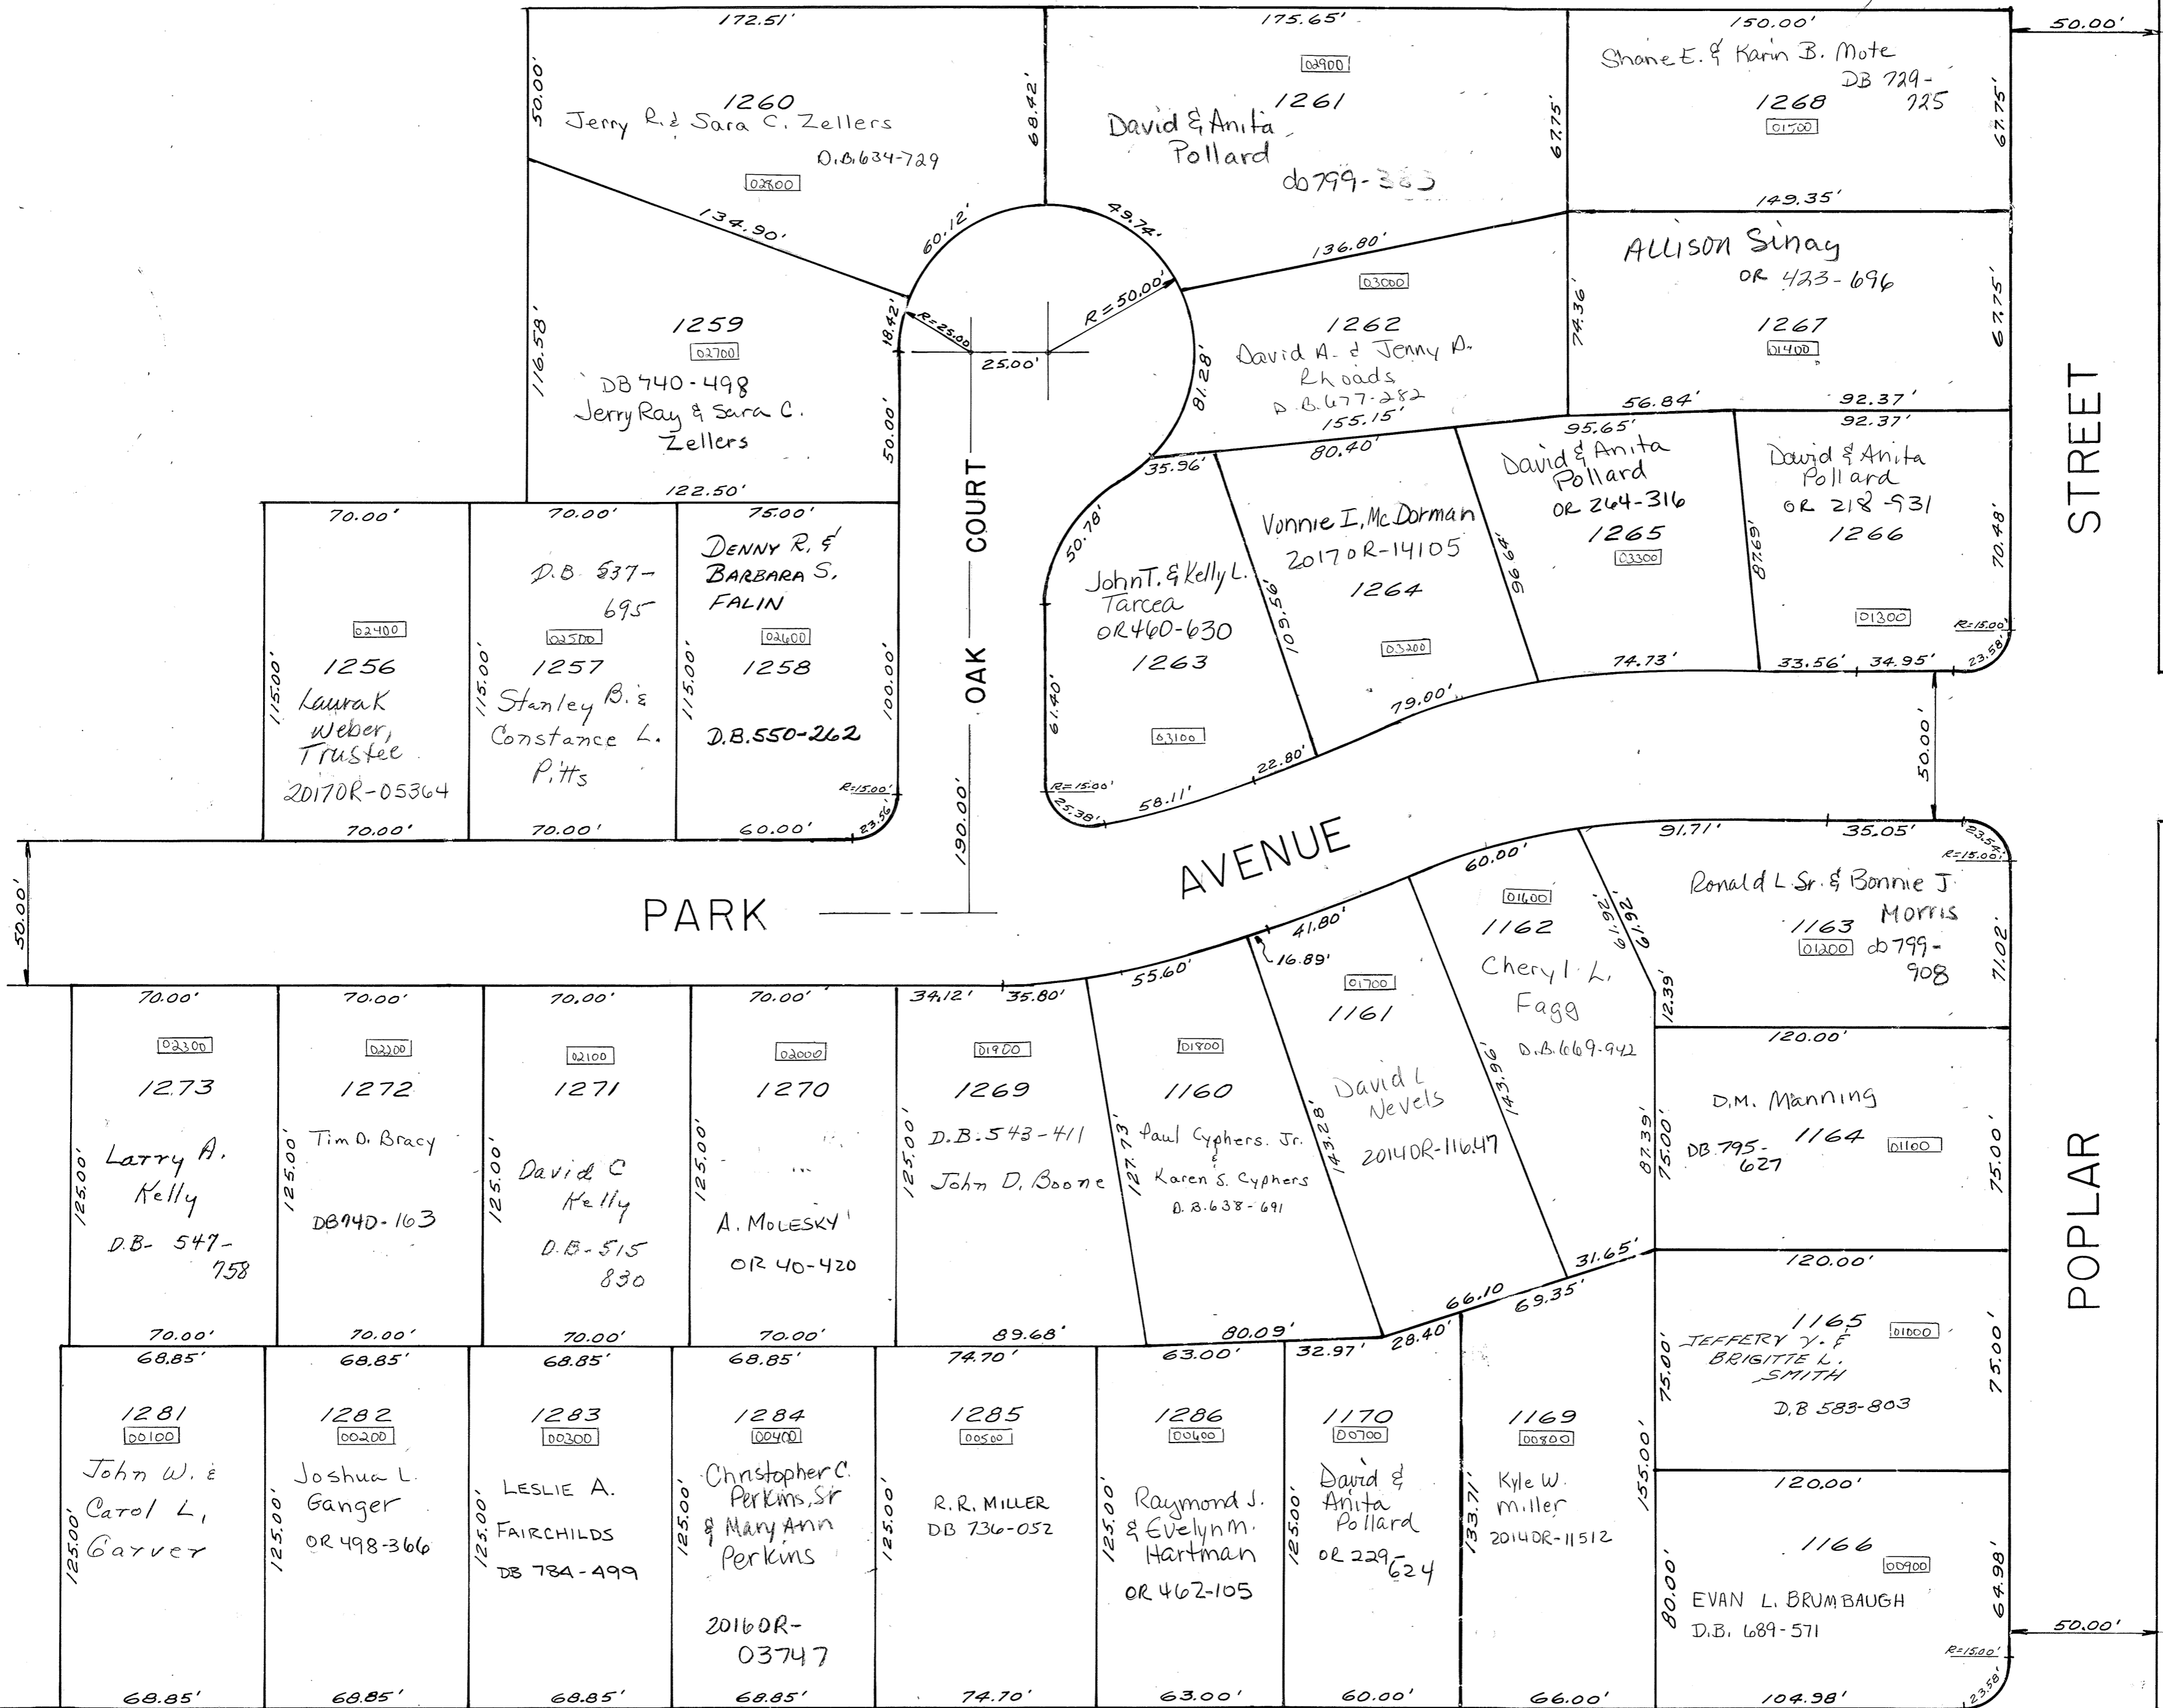 172.51'
175.65'
150.00'
50.00'
50.00'
1260
Jerry R. & Sara C. Zellers
D.B. 634-729
02800
68.42'
02900
1261
David & Anita
Pollard
db 799-
67.75'
Shane E. & Karin B. Mote
DB 729-
725
1268
01500
67.75'
134.90'
60.12'
49.74'
149.35'
136.80'
ALLISON Sinay
OR 423-696
1267
01400
67.75'
116.58'
1259
02700
DB 740-498
Jerry Ray & Sara C.
Zellers
18.42'
R=25.00
R=50.00'
25.00'
03000
1262
David A. & Jenny D.
Rhoads
D.B. 677-282
81.28'
74.36'
155.15'
56.84'
92.37'
50.00'
122.50'
35.96'
80.40'
95.65'
92.37'
STREET
70.00'
70.00'
75.00'
02400
1256
Laura K
Weber,
Trustee
2017OR-05364
115.00'
70.00'
D.B. 537-
695
02500
1257
Stanley B. &
Constance L.
Pitts
115.00'
70.00'
DENNY R. &
BARBARA S.
FALIN
02600
1258
D.B. 550-262
115.00'
100.00'
R=15.00'
60.00'
23.56'
OAK COURT
190.00'
50.78'
John T. & Kelly L.
Tarcea
OR 460-630
1263
03100
61.40'
R=15.00'
25.38'
58.11'
22.80'
105.56'
Vonnie I. McDorman
2017OR-14105
1264
03200
79.00'
96.64'
David & Anita
Pollard
OR 264-316
1265
03300
74.73'
87.69'
David & Anita
Pollard
OR 218-931
1266
01300
70.48'
R=15.00'
33.56'
34.95'
23.58'
50.00'
50.00'
PARK AVENUE
91.71'
35.05'
23.54'
R=15.00'
60.00'
41.80'
16.89'
55.60'
01600
1162
Cheryl L.
Fagg
D.B. 669-942
61.92'
61.92'
12.39'
Ronald L. Sr. & Bonnie J.
Morris
1163
01200
db 799-
908
71.02'
120.00'
70.00'
70.00'
70.00'
70.00'
34.12'
35.80'
02300
1273
Larry A.
Kelly
D.B- 547-
758
125.00'
02200
1272
Tim D. Bracy
DB 740-163
125.00'
02100
1271
David C
Kelly
D.B- 515
830
125.00'
02000
1270
A. MOLESKY
OR 40-420
125.00'
01900
1269
D.B. 543-411
John D. Boone
125.00'
01800
1160
Paul Cyphers. Jr.
&
Karen S. Cyphers
D.B. 638-691
127.73'
01700
1161
David L
Nevels
2014OR-11647
143.28'
143.96'
87.39'
75.00'
D.M. Manning
1164
DB 795-
627
01100
75.00'
POPLAR
31.65'
66.10
69.35'
28.40'
120.00'
70.00'
70.00'
70.00'
70.00'
89.68'
80.09'
32.97'
68.85'
68.85'
68.85'
68.85'
74.70'
63.00'
1165
01000
JEFFERY Y. &
BRIGITTE L.
SMITH
D.B 583-803
75.00'
75.00'
120.00'
1281
00100
John W. &
Carol L.
Garver
125.00'
68.85'
1282
00200
Joshua L.
Ganger
OR 498-366
125.00'
68.85'
1283
00300
LESLIE A.
FAIRCHILDS
DB 784-499
125.00'
68.85'
1284
00400
Christopher C.
Perkins, Sr
& Mary Ann
Perkins
2016OR-
03747
125.00'
68.85'
1285
00500
R.R. MILLER
DB 736-052
125.00'
74.70'
1286
00600
Raymond J.
& Evelyn M.
Hartman
OR 462-105
125.00'
63.00'
1170
00700
David &
Anita
Pollard
OR 229-
624
125.00'
60.00'
1169
00800
Kyle W.
Miller
2014OR-11512
133.71'
66.00'
155.00'
80.00'
1166
00900
EVAN L. BRUMBAUGH
D.B. 689-571
64.98'
R=15.00'
104.98'
23.58'
50.00'